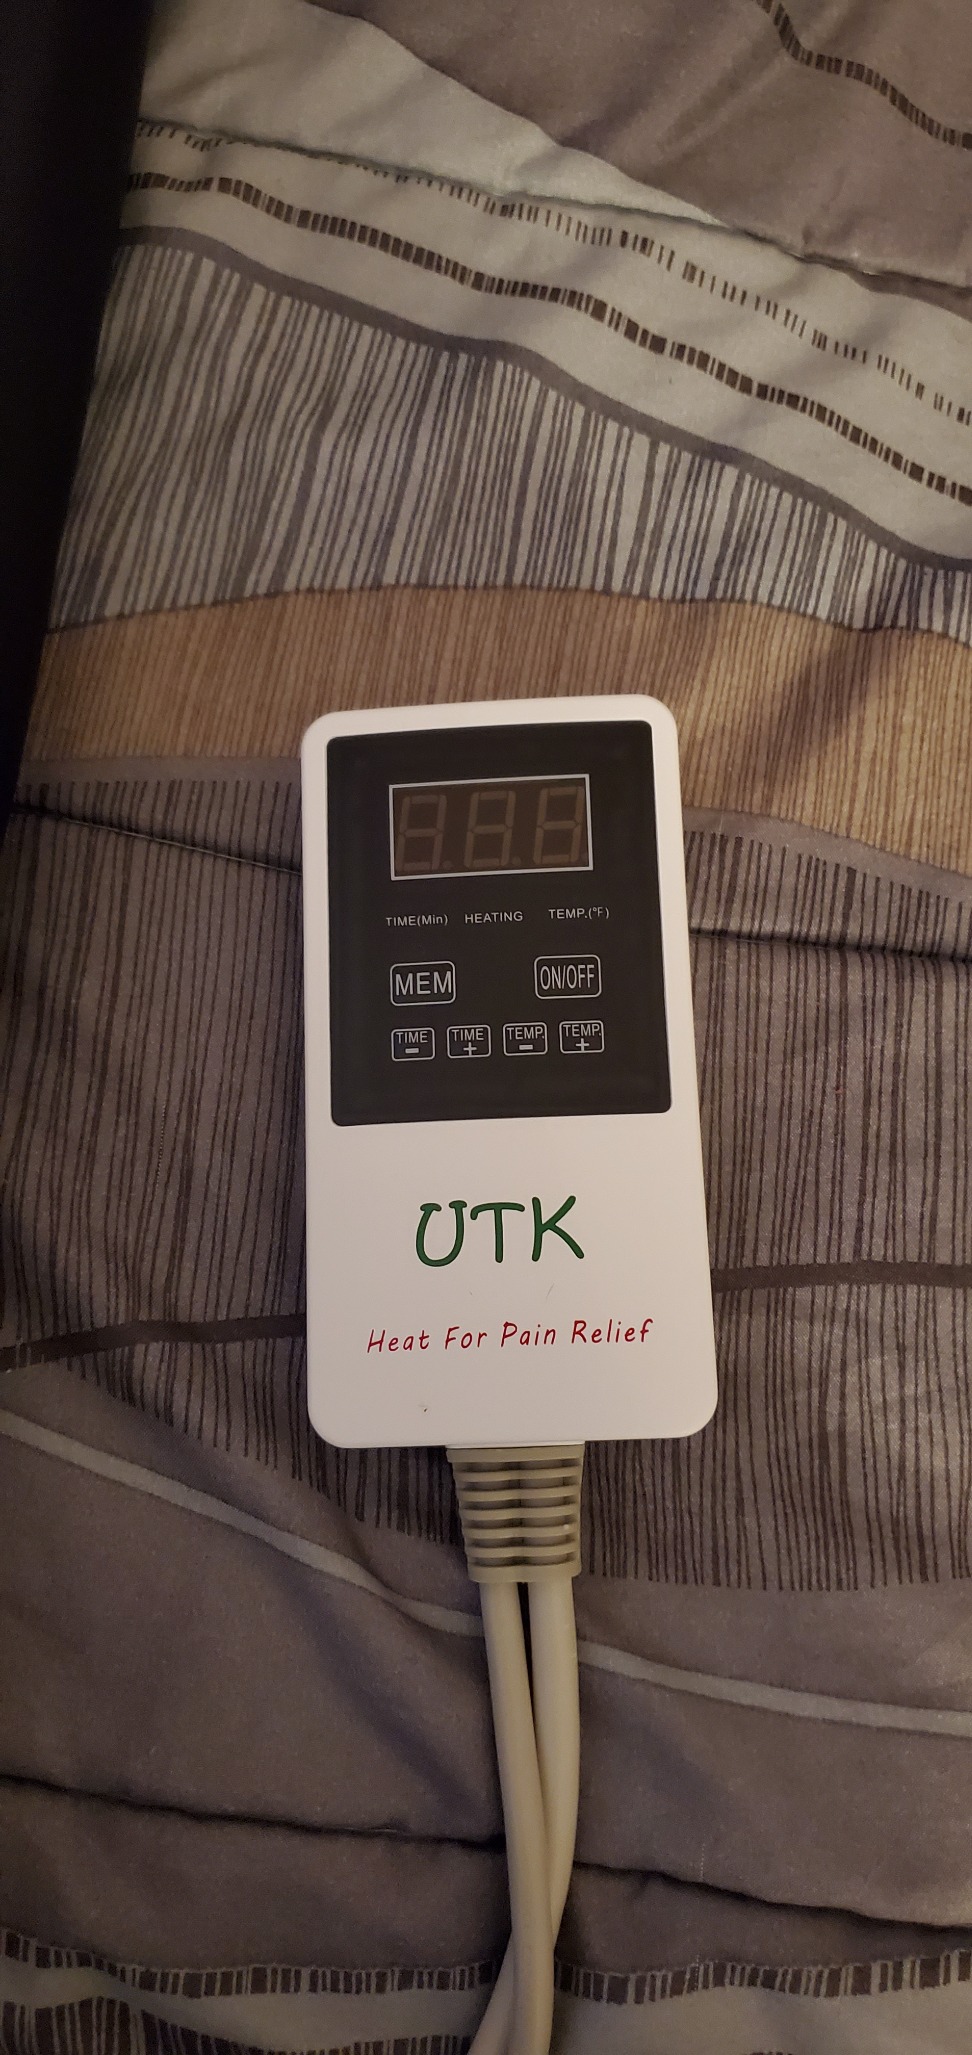 TIME(Min) HEATING TEMP.(°F)
MEM ON/OFF
TIME - TIME + TEMP. - TEMP. +
UTK
Heat For Pain Relief